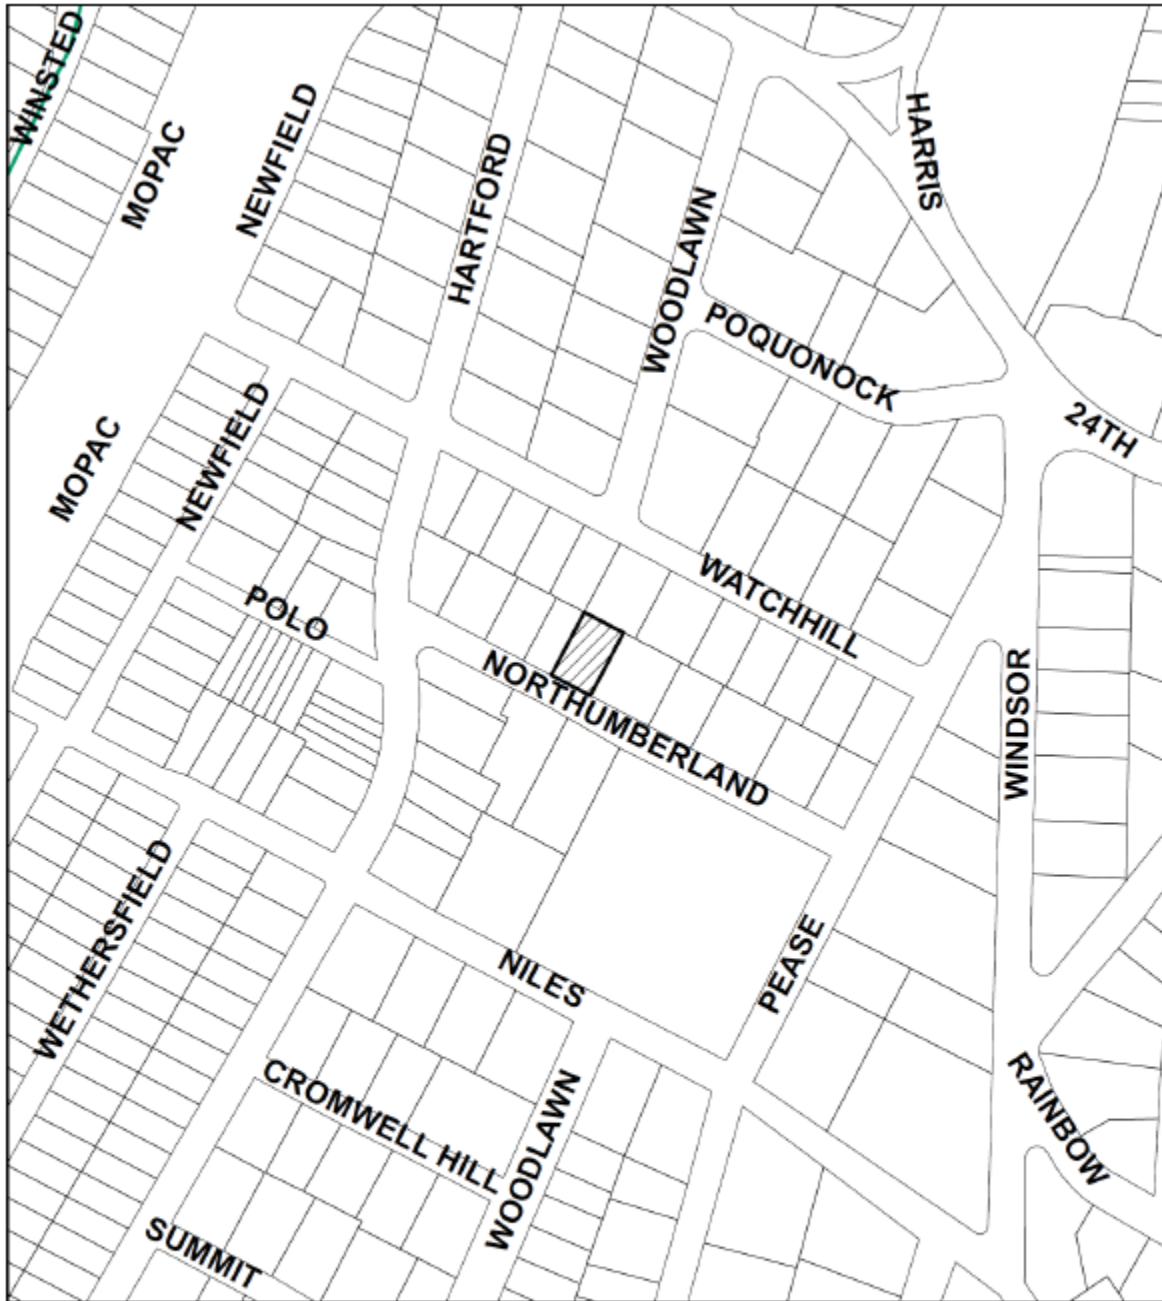 WINSTED
MOPAC
NEWFIELD
HARTFORD
HARRIS
WOODLAWN
POQUONOCK
24TH
MOPAC
NEWFIELD
WATCHHILL
POLO
NORTHUMBERLAND
WINDSOR
WETHERSFIELD
NILES
PEASE
CROMWELL HILL
WOODLAWN
RAINBOW
SUMMIT